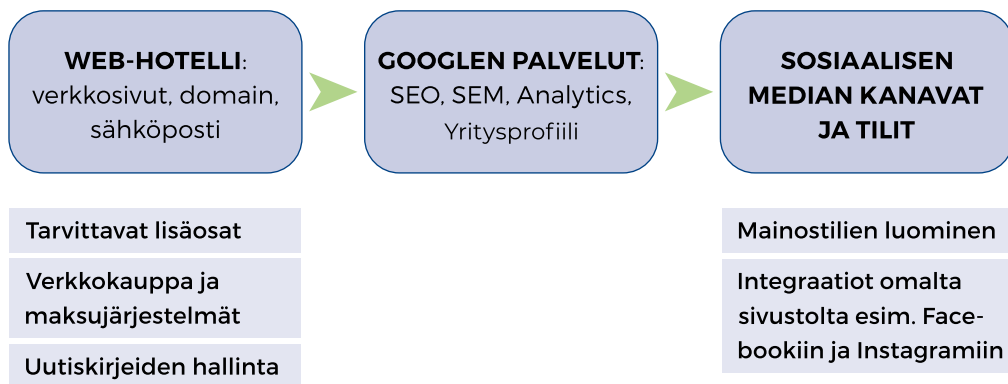 WEB-HOTELLI:
verkkosivut, domain,
sähköposti
GOOGLEN PALVELUT:
SEO, SEM, Analytics,
Yritysprofiili
SOSIAALISEN
MEDIAN KANAVAT
JA TILIT
Tarvittavat lisäosat
Verkkokauppa ja
maksujärjestelmät
Uutiskirjeiden hallinta
Mainostilien luominen
Integraatiot omalta
sivustolta esim. Face-
bookiin ja Instagramiin